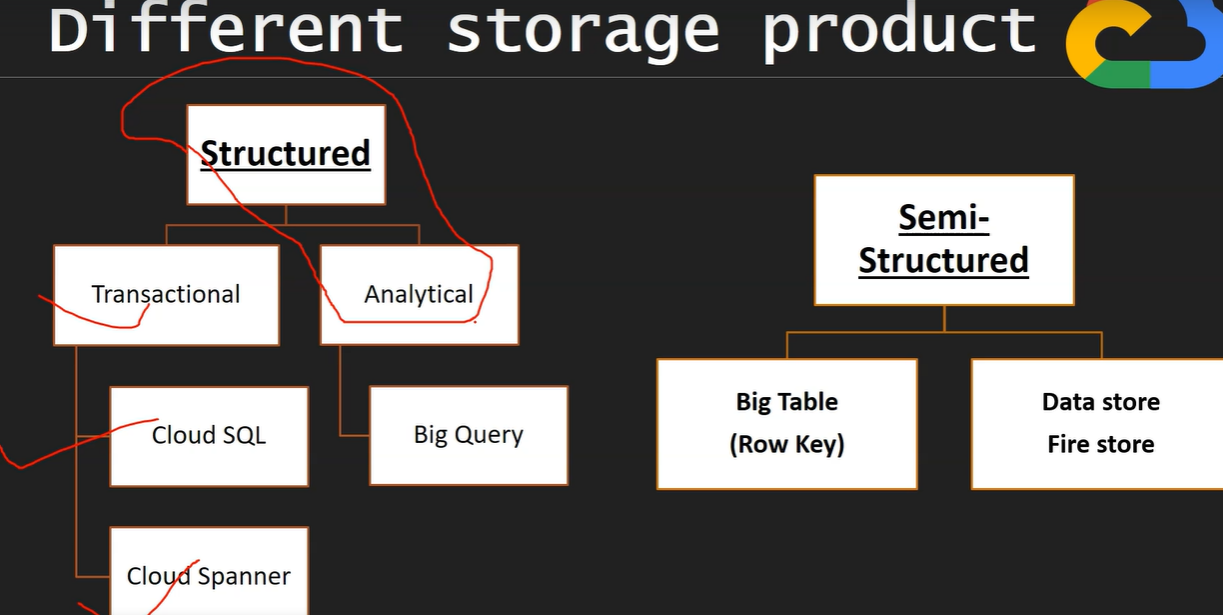 Different storage product
Structured
Transactional
Analytical
Cloud SQL
Big Query
Cloud Spanner
Semi-
Structured
Big Table
(Row Key)
Data store
Fire store